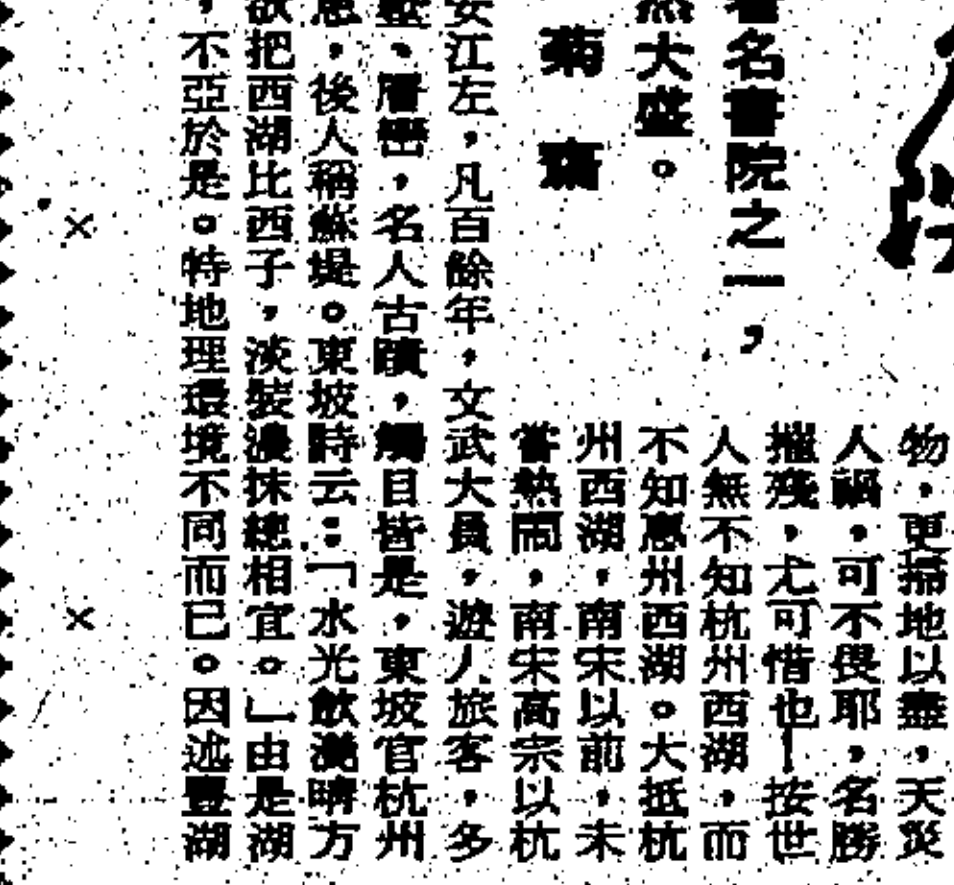 名書院之一，
大盛。
菊齋
物，更掃地以盡，天災
人禍，可不畏耶，名勝
摧殘，尤可惜也！按世
人無不知杭州西湖，而
不知惠州西湖。大抵杭
州西湖，南宋以前，未
嘗熱鬧，南宋高宗以杭
安江左，凡百餘年，文武大員，遊人旅客，多
、層巒，名人古蹟，觸目皆是，東坡官杭州
，後人稱蘇堤。東坡詩云：「水光歛灧晴方
欲把西湖比西子，淡裝濃抹總相宜。」由是湖
，不亞於是。特地理環境不同而已。因述豐湖